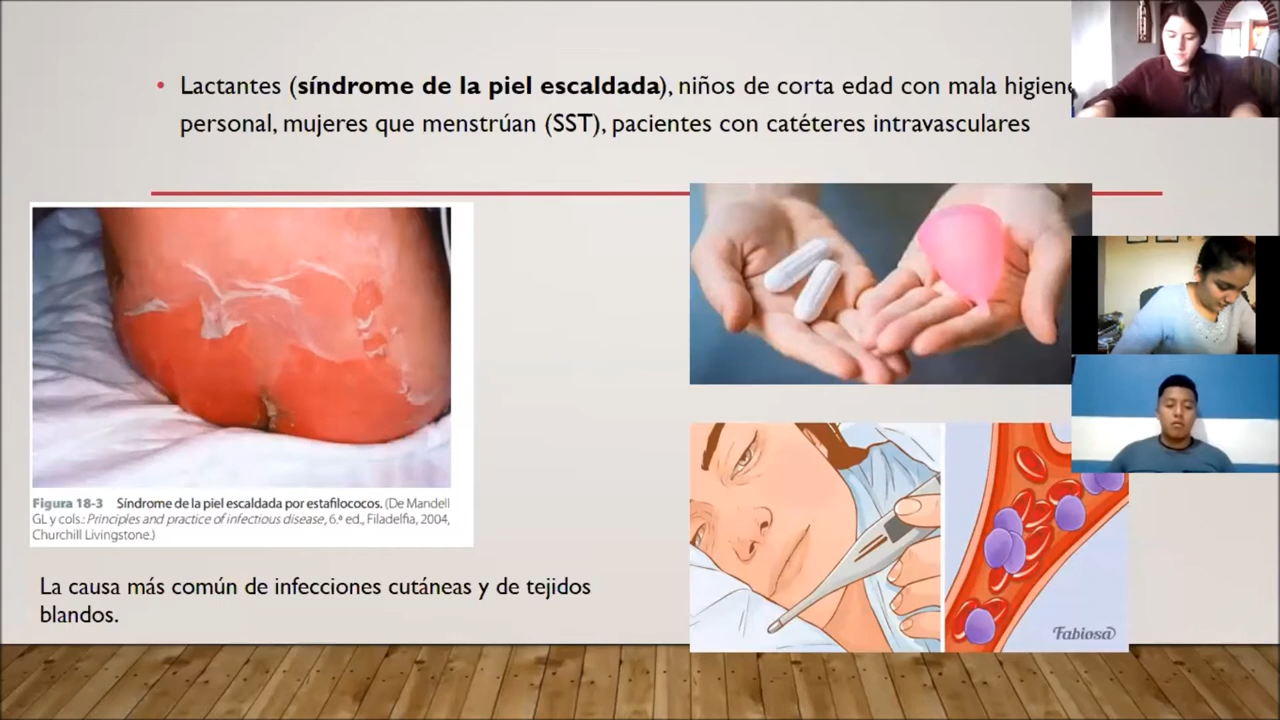 • Lactantes (síndrome de la piel escaldada), niños de corta edad con mala higiene
personal, mujeres que menstrúan (SST), pacientes con catéteres intravasculares
Figura 18-3 Síndrome de la piel escaldada por estafilococos. (De Mandell
GL y cols.: Principles and practice of infectious disease, 6.ª ed., Filadelfia, 2004,
Churchill Livingstone.)
La causa más común de infecciones cutáneas y de tejidos
blandos.
Fabiosa